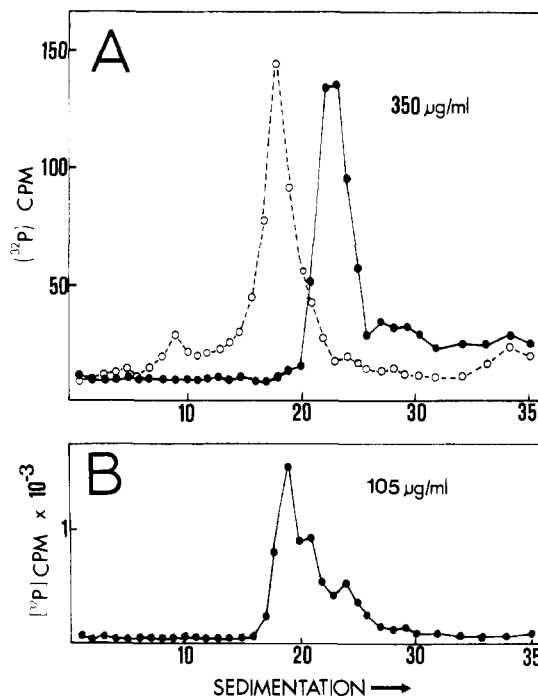 A
150
100
50
(³²P) CPM
350 µg/ml
10
20
30
35
B
1
[³²P] CPM × 10⁻³
105 µg/ml
10
20
30
35
SEDIMENTATION →